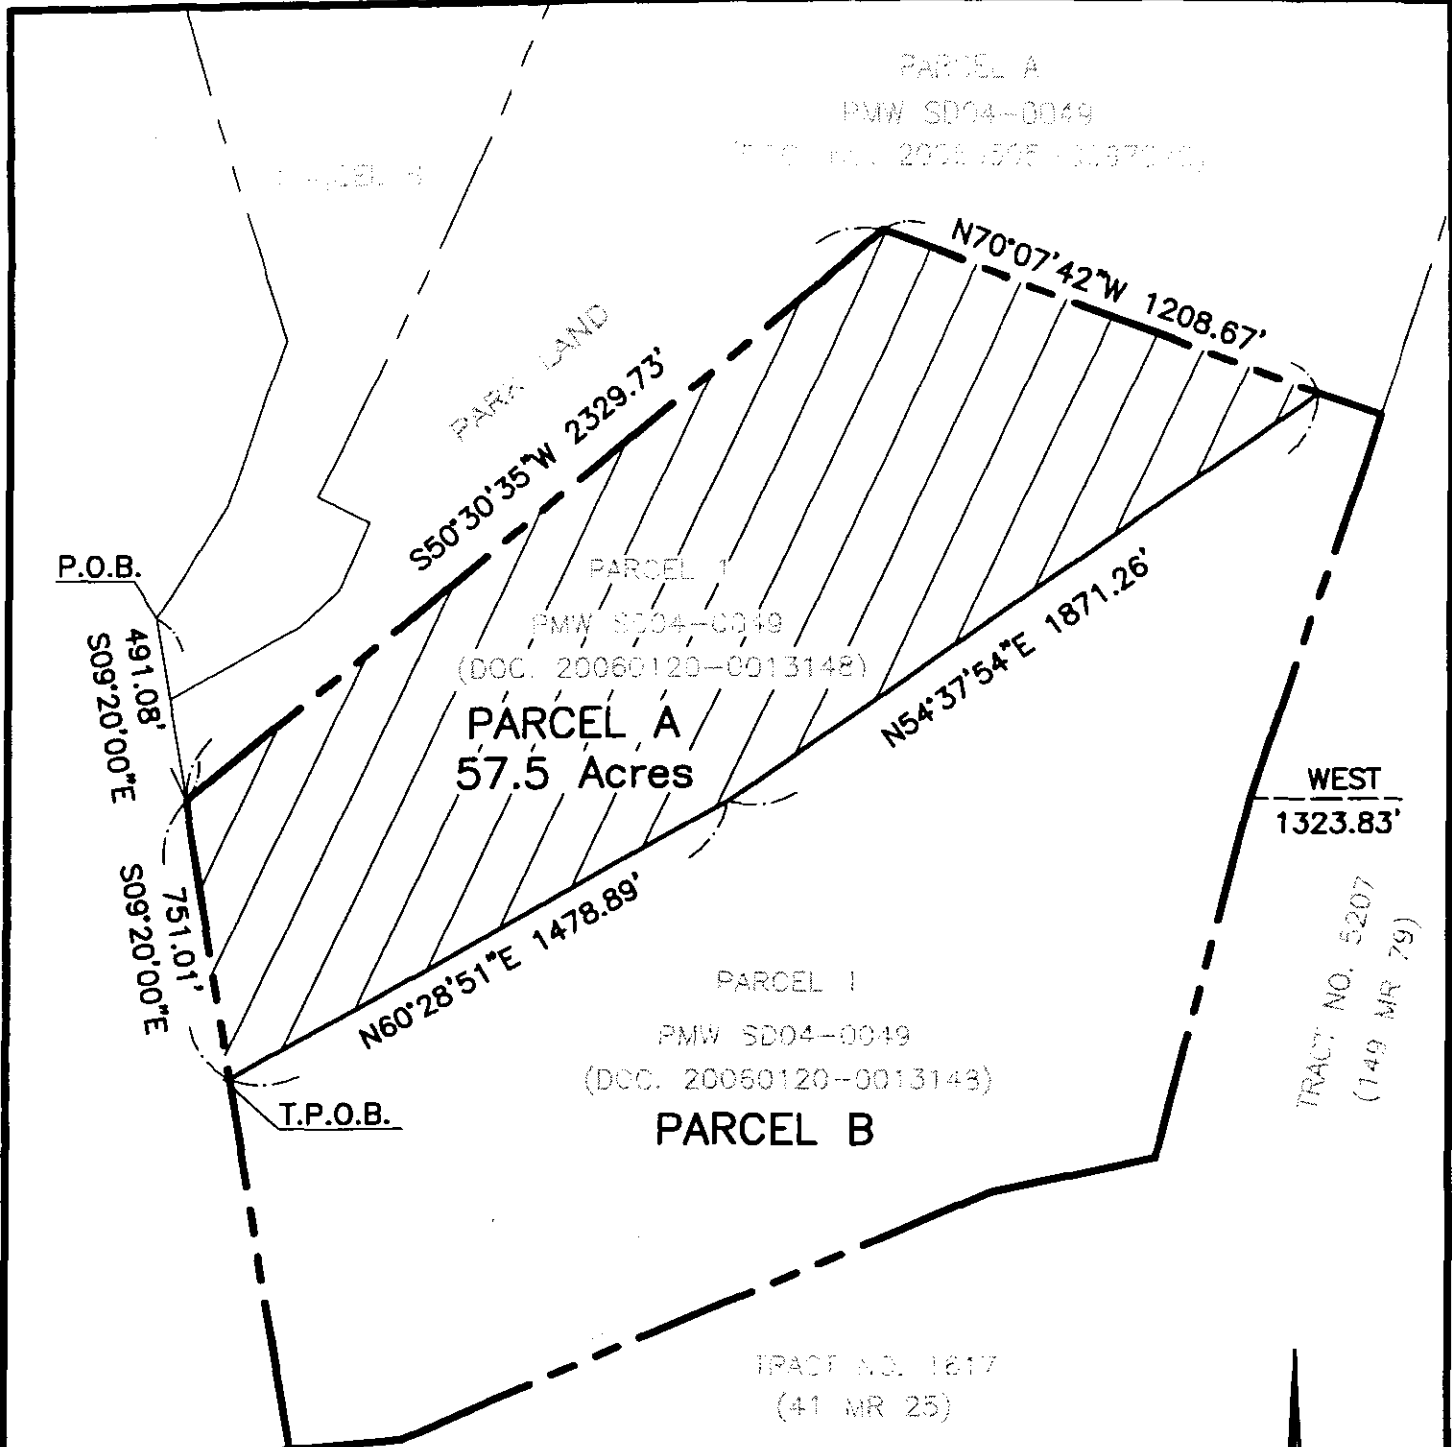 PARCEL A
PMW SD04-0049
PARCEL
N70°07'42"W 1208.67'
PARK LAND
S50°30'35"W 2329.73'
P.O.B.
491.08'
S09°20'00"E
PARCEL 1
PMW SD04-0049
(DOC. 20060120-0013148)
PARCEL A
57.5 Acres
N54°37'54"E 1871.26'
WEST
1323.83'
751.01'
S09°20'00"E
N60°28'51"E 1478.89'
TRACT NO. 5207
(149 MR 79)
PARCEL 1
PMW SD04-0049
(DOC. 20060120-0013148)
PARCEL B
T.P.O.B.
TRACT NO. 1617
(41 MR 25)